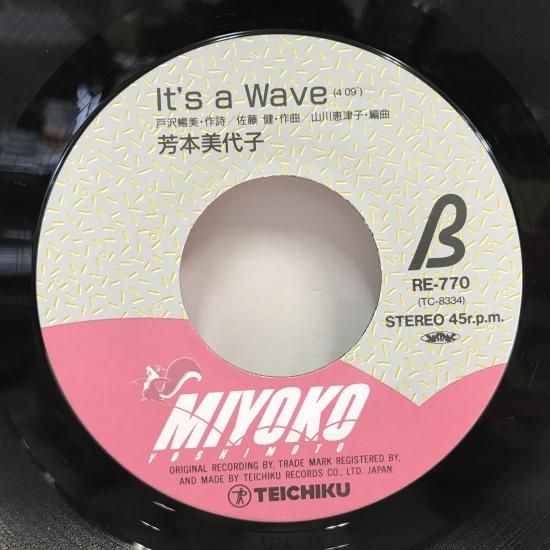 It's a Wave (4'09")
戸沢暢美・作詩／佐藤 健・作曲／山川恵津子・編曲
芳本美代子
β
RE-770
(TC-8334)
STEREO 45r.p.m.
JASRAC
MIYOKO
YOSHIMOTO
ORIGINAL RECORDING BY, TRADE MARK REGISTERED BY,
AND MADE BY TEICHIKU RECORDS CO., LTD. JAPAN.
TEICHIKU